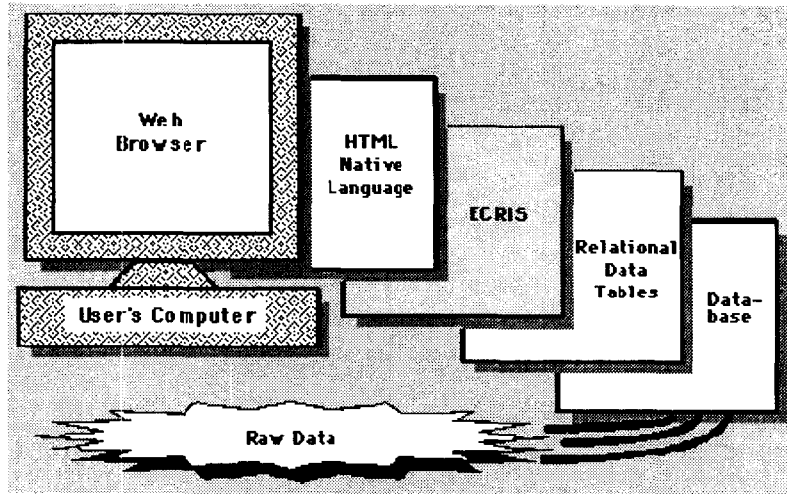 Web
Browser
HTML
Native
Language
ECRIS
Relational
Data
Tables
Data-
base
User's Computer
Raw Data